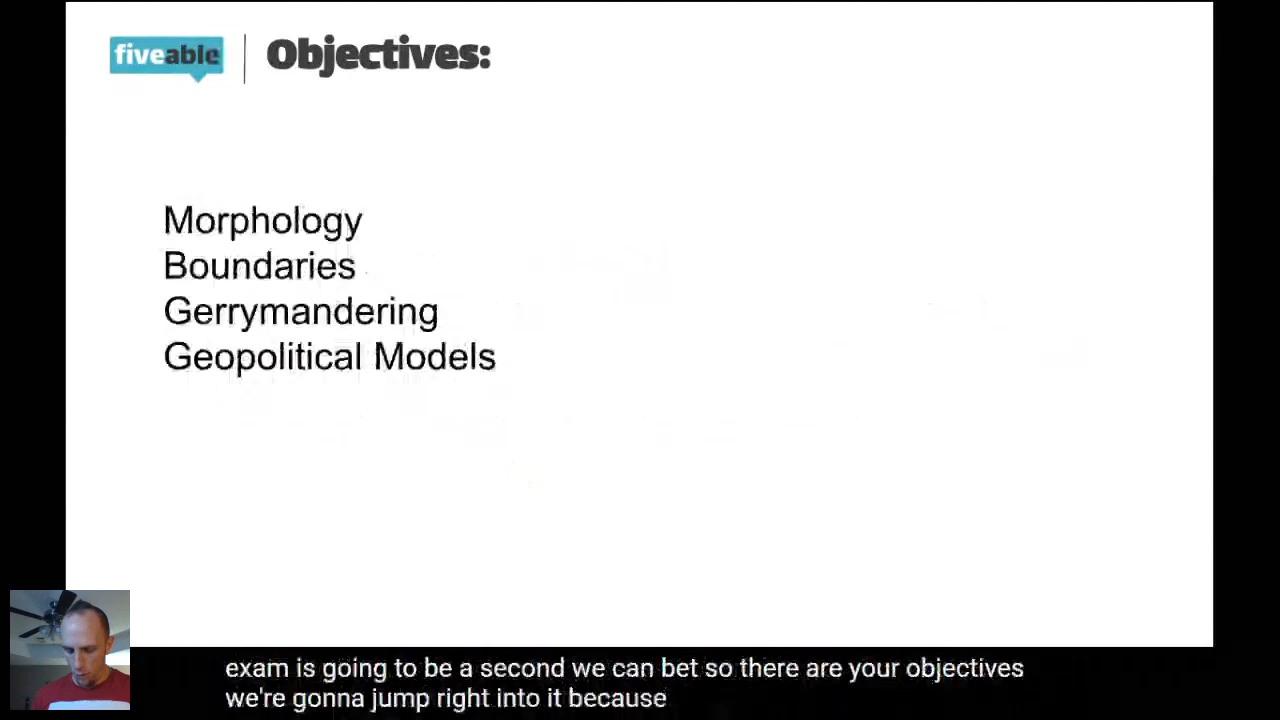 fiveable
Objectives:
Morphology
Boundaries
Gerrymandering
Geopolitical Models
exam is going to be a second we can bet so there are your objectives
we're gonna jump right into it because